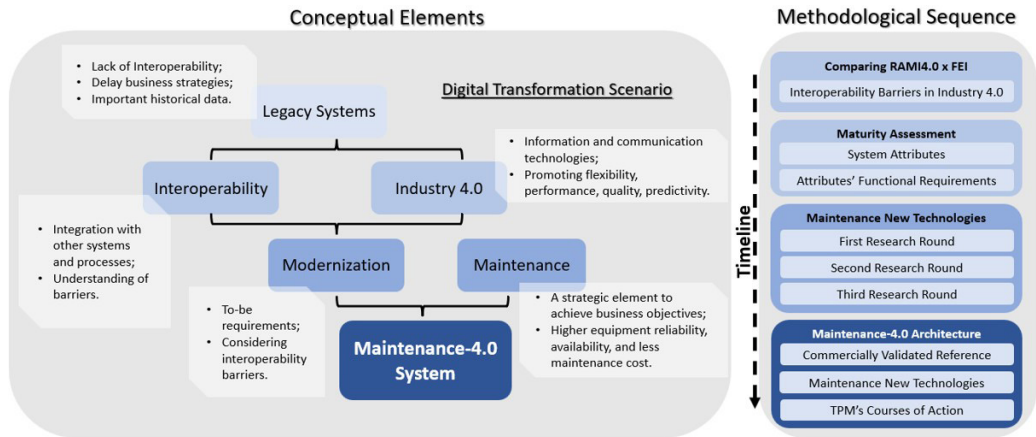 Conceptual Elements
• Lack of Interoperability;
• Delay business strategies;
• Important historical data.
Digital Transformation Scenario
Legacy Systems
• Information and communication
technologies;
• Promoting flexibility,
performance, quality, predictivity.
Interoperability
Industry 4.0
• Integration with
other systems
and processes;
• Understanding of
barriers.
Modernization
Maintenance
• To-be
requirements;
• Considering
interoperability
barriers.
• A strategic element to
achieve business objectives;
• Higher equipment reliability,
availability, and less
maintenance cost.
Maintenance-4.0
System
Methodological Sequence
Timeline
Comparing RAMI4.0 x FEI
Interoperability Barriers in Industry 4.0
Maturity Assessment
System Attributes
Attributes' Functional Requirements
Maintenance New Technologies
First Research Round
Second Research Round
Third Research Round
Maintenance-4.0 Architecture
Commercially Validated Reference
Maintenance New Technologies
TPM's Courses of Action